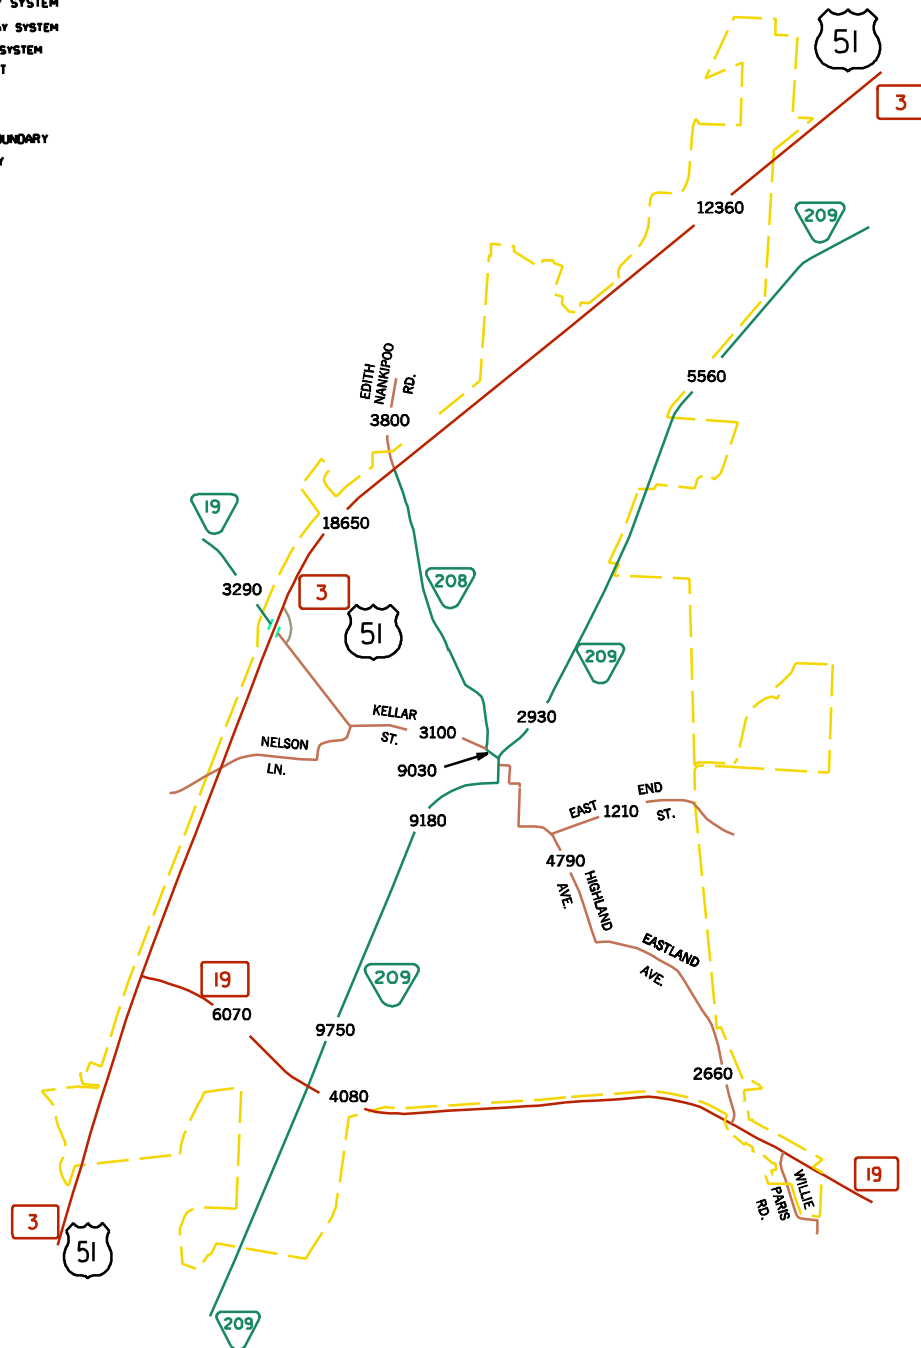 SYSTEM
AY SYSTEM
SYSTEM
T
OUNDARY
Y
51
3
12360
209
5560
EDITH
NANKIPOO
RD.
3800
19
18650
3290
3
208
51
209
KELLAR
ST.
3100
2930
NELSON
LN.
9030
END
EAST
1210
ST.
9180
4790
HIGHLAND
AVE.
EASTLAND
AVE.
19
209
6070
9750
2660
4080
19
WILLIE
PARIS
RD.
3
51
209